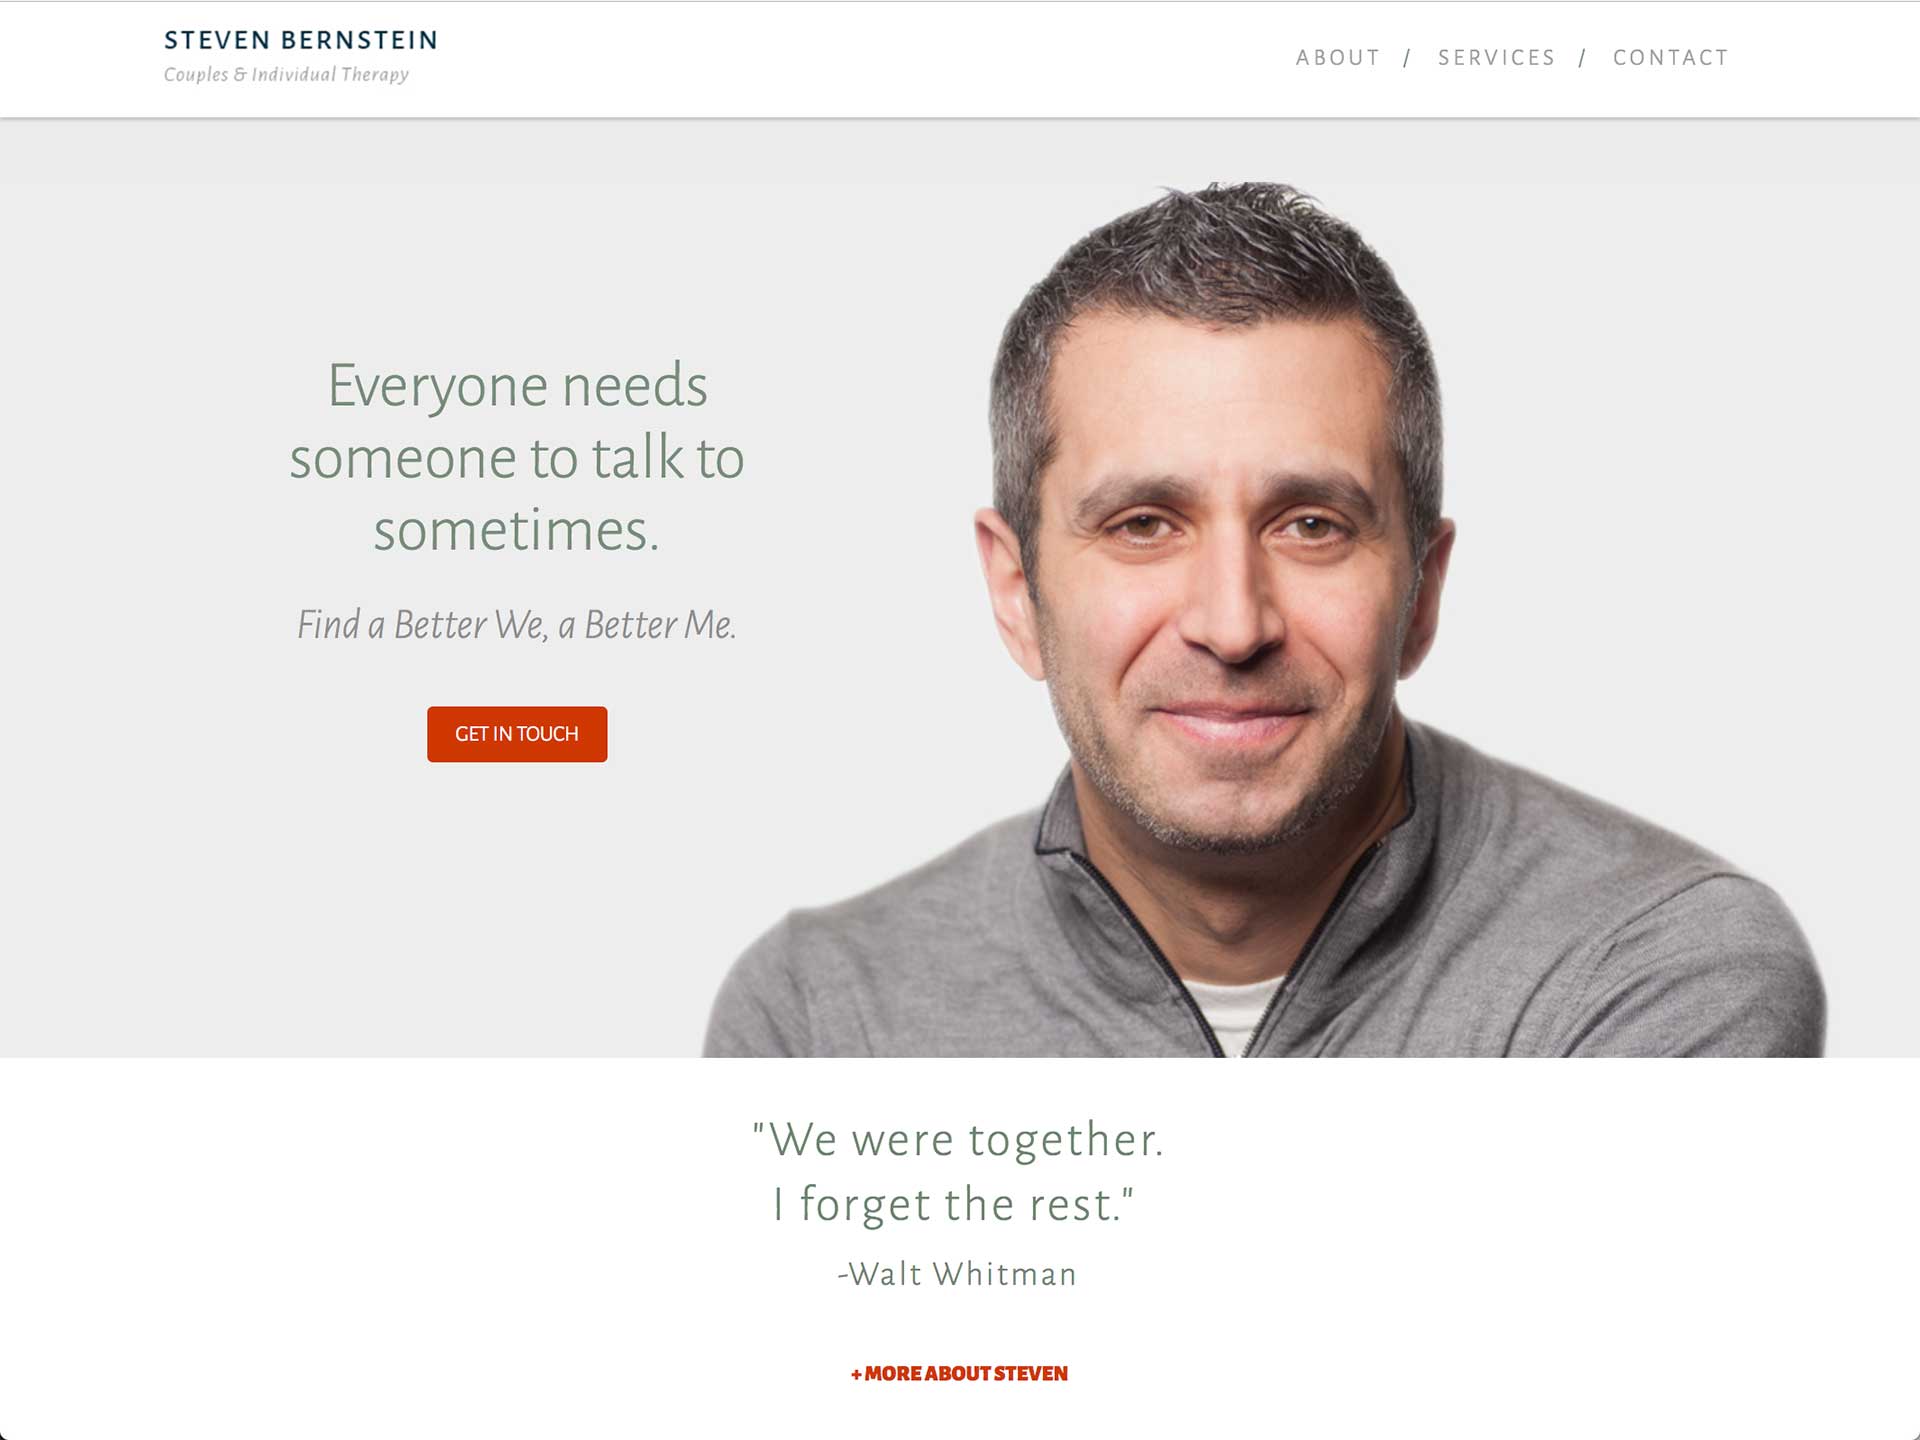 STEVEN BERNSTEIN
Couples & Individual Therapy
ABOUT / SERVICES / CONTACT
Everyone needs
someone to talk to
sometimes.
Find a Better We, a Better Me.
GET IN TOUCH
"We were together.
I forget the rest."
-Walt Whitman
+ MORE ABOUT STEVEN